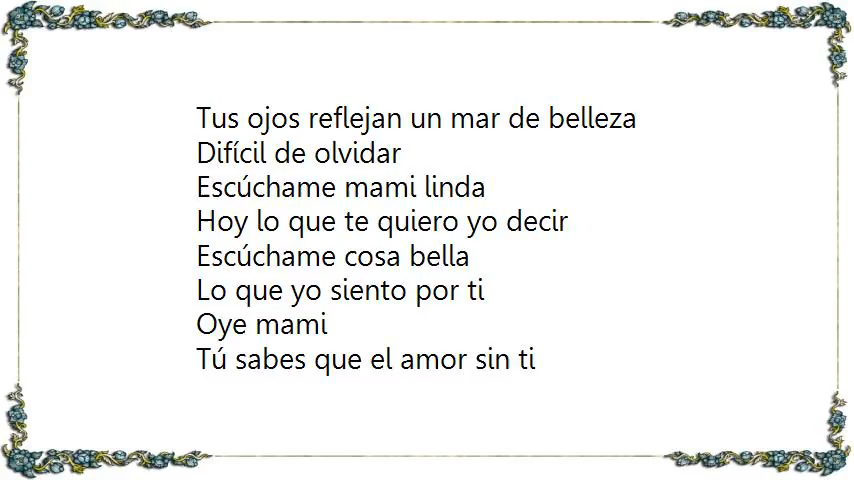 Tus ojos reflejan un mar de belleza
Difícil de olvidar
Escúchame mami linda
Hoy lo que te quiero yo decir
Escúchame cosa bella
Lo que yo siento por ti
Oye mami
Tú sabes que el amor sin ti